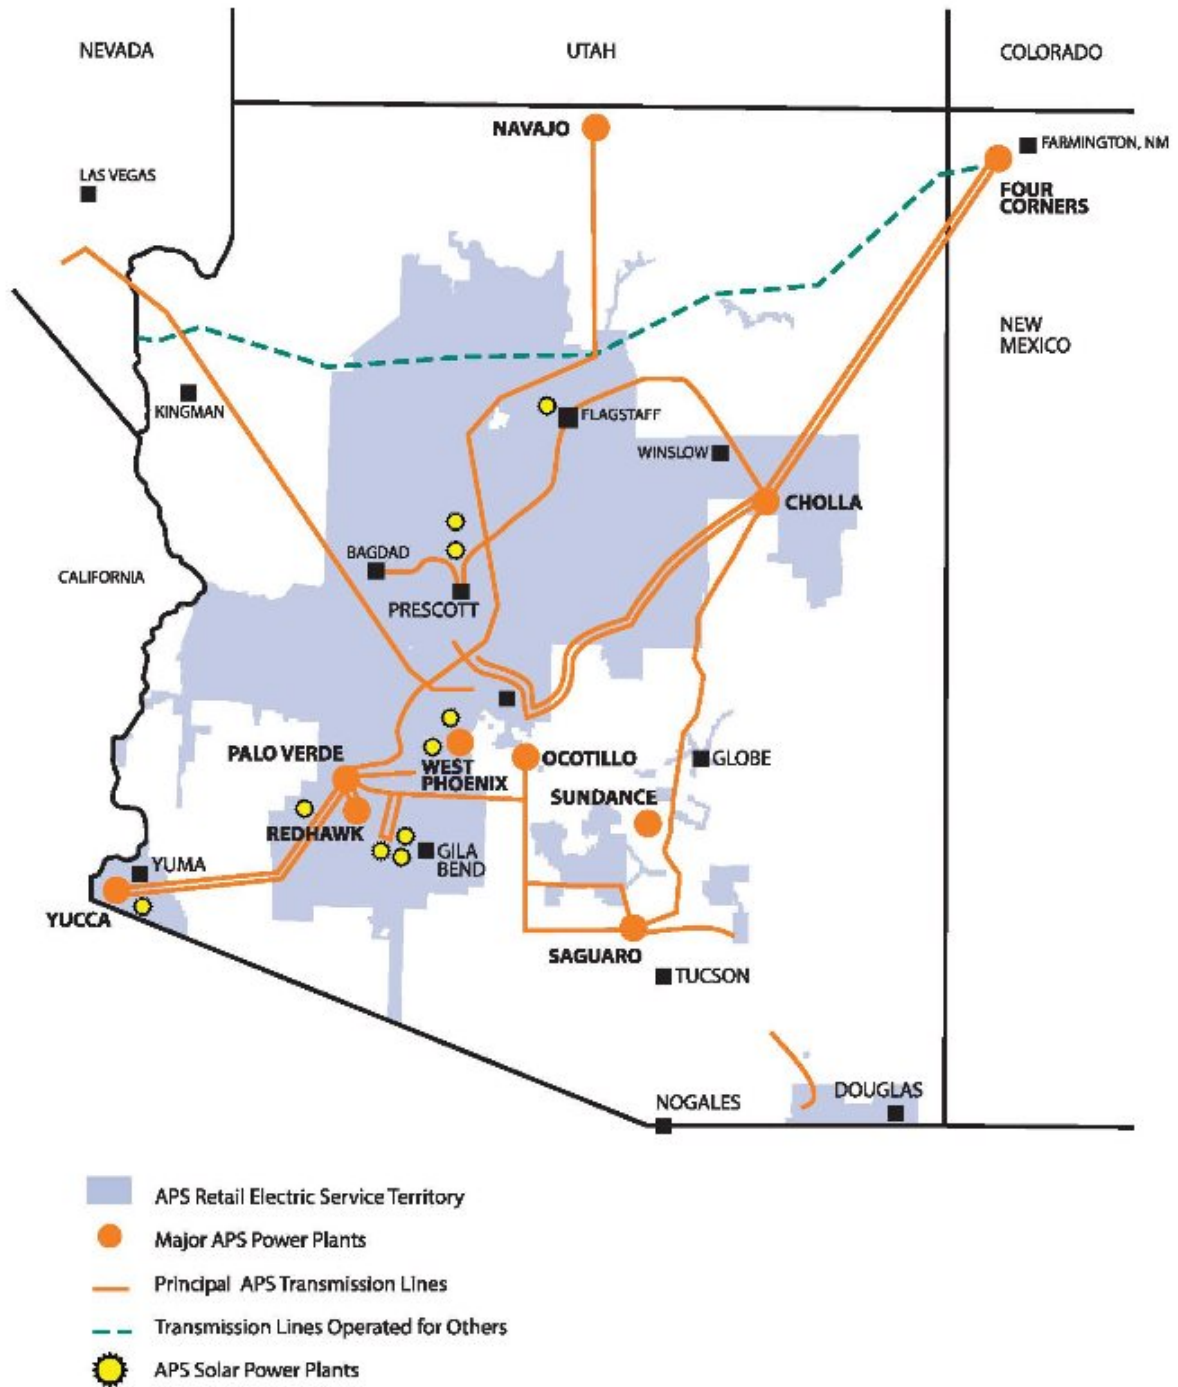 NEVADA
UTAH
COLORADO
NAVAJO
FARMINGTON, NM
LAS VEGAS
FOUR
CORNERS
NEW
MEXICO
KINGMAN
FLAGSTAFF
WINSLOW
CHOLLA
BAGDAD
CALIFORNIA
PRESCOTT
PALO VERDE
WEST
PHOENIX
OCOTILLO
GLOBE
SUNDANCE
REDHAWK
GILA
BEND
YUMA
YUCCA
SAGUARO
TUCSON
DOUGLAS
NOGALES
APS Retail Electric Service Territory
Major APS Power Plants
Principal APS Transmission Lines
Transmission Lines Operated for Others
APS Solar Power Plants